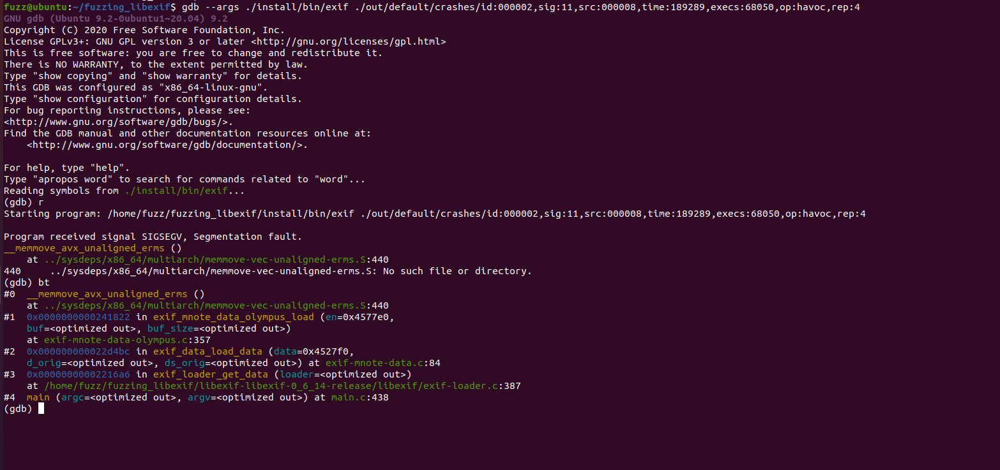 fuzz@ubuntu:~/fuzzing_libexif$ gdb --args ./install/bin/exif ./out/default/crashes/id:000002,sig:11,src:000008,time:189289,execs:68050,op:havoc,rep:4
GNU gdb (Ubuntu 9.2-0ubuntu1~20.04) 9.2
Copyright (C) 2020 Free Software Foundation, Inc.
License GPLv3+: GNU GPL version 3 or later <http://gnu.org/licenses/gpl.html>
This is free software: you are free to change and redistribute it.
There is NO WARRANTY, to the extent permitted by law.
Type "show copying" and "show warranty" for details.
This GDB was configured as "x86_64-linux-gnu".
Type "show configuration" for configuration details.
For bug reporting instructions, please see:
<http://www.gnu.org/software/gdb/bugs/>.
Find the GDB manual and other documentation resources online at:
    <http://www.gnu.org/software/gdb/documentation/>.

For help, type "help".
Type "apropos word" to search for commands related to "word"...
Reading symbols from ./install/bin/exif...
(gdb) r
Starting program: /home/fuzz/fuzzing_libexif/install/bin/exif ./out/default/crashes/id:000002,sig:11,src:000008,time:189289,execs:68050,op:havoc,rep:4

Program received signal SIGSEGV, Segmentation fault.
__memmove_avx_unaligned_erms ()
    at ../sysdeps/x86_64/multiarch/memmove-vec-unaligned-erms.S:440
440     ../sysdeps/x86_64/multiarch/memmove-vec-unaligned-erms.S: No such file or directory.
(gdb) bt
#0  __memmove_avx_unaligned_erms ()
    at ../sysdeps/x86_64/multiarch/memmove-vec-unaligned-erms.S:440
#1  0x0000000000241822 in exif_mnote_data_olympus_load (en=0x4577e0,
    buf=<optimized out>, buf_size=<optimized out>)
    at exif-mnote-data-olympus.c:357
#2  0x000000000022d4bc in exif_data_load_data (data=0x4527f0,
    d_orig=<optimized out>, ds_orig=<optimized out>) at exif-mnote-data.c:84
#3  0x00000000002216a6 in exif_loader_get_data (loader=<optimized out>)
    at /home/fuzz/fuzzing_libexif/libexif-libexif-0_6_14-release/libexif/exif-loader.c:387
#4  main (argc=<optimized out>, argv=<optimized out>) at main.c:438
(gdb)